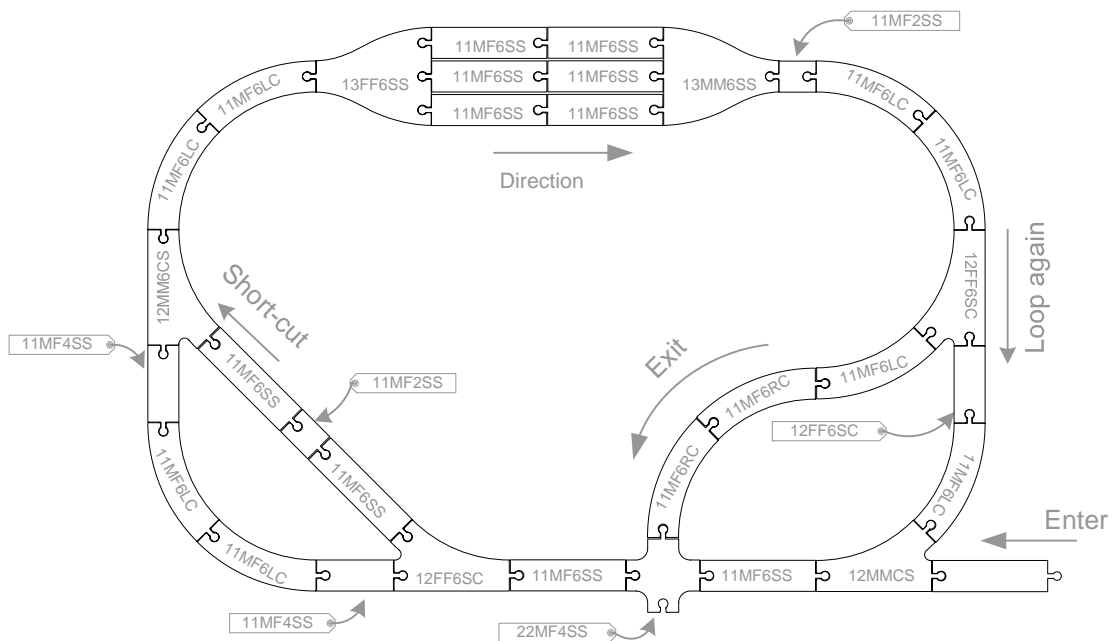 11MF2SS
11MF6SS
11MF6SS
11MF6LC
13FF6SS
11MF6SS
11MF6SS
13MM6SS
11MF6LC
11MF6SS
11MF6SS
11MF6LC
11MF6LC
Direction
12MM6CS
Short-cut
12FF6SC
Loop again
11MF4SS
Exit
11MF6SS
11MF2SS
11MF6RC
11MF6LC
12FF6SC
11MF6SS
11MF6RC
11MF6LC
11MF6LC
11MF6LC
Enter
12FF6SC
11MF6SS
11MF6SS
12MMCS
11MF4SS
22MF4SS